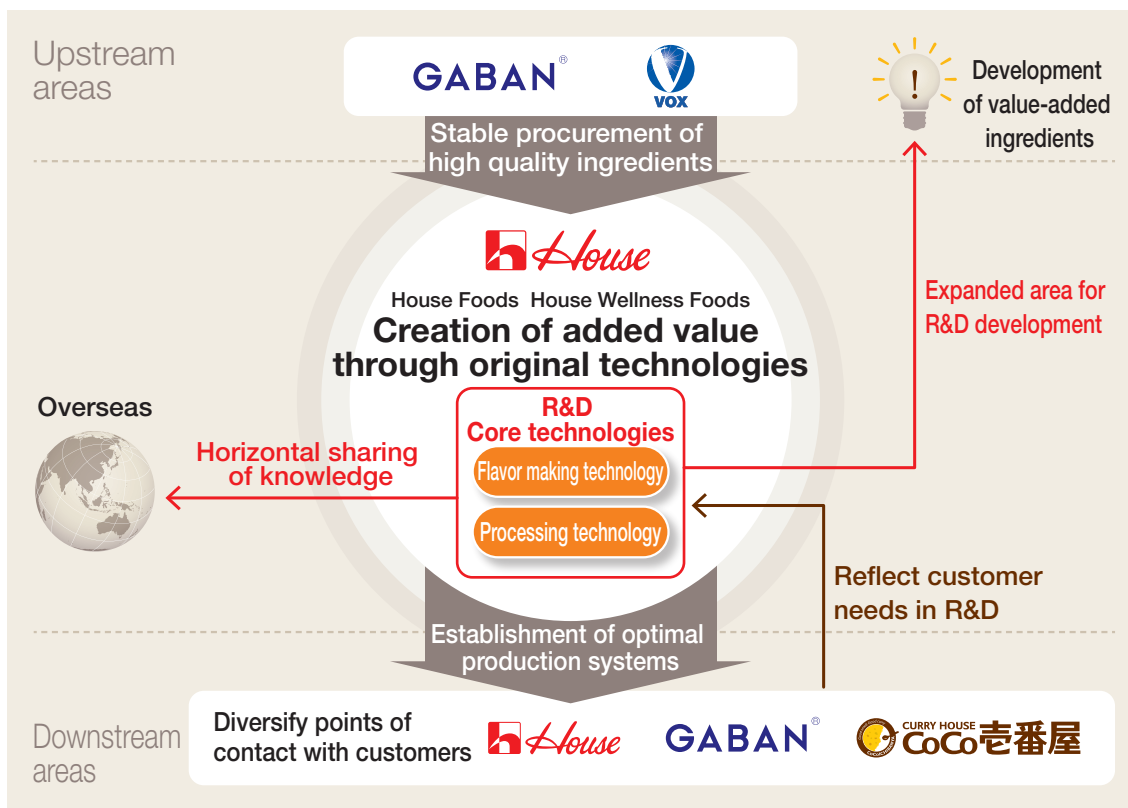 Upstream
areas
GABAN®
VOX
!
Development
of value-added
ingredients
Stable procurement of
high quality ingredients
House
House Foods House Wellness Foods
Creation of added value
through original technologies
Expanded area for
R&D development
Overseas
Horizontal sharing
of knowledge
R&D
Core technologies
Flavor making technology
Processing technology
Reflect customer
needs in R&D
Establishment of optimal
production systems
Downstream
areas
Diversify points of
contact with customers
House
GABAN®
CURRY HOUSE
CoCo壱番屋